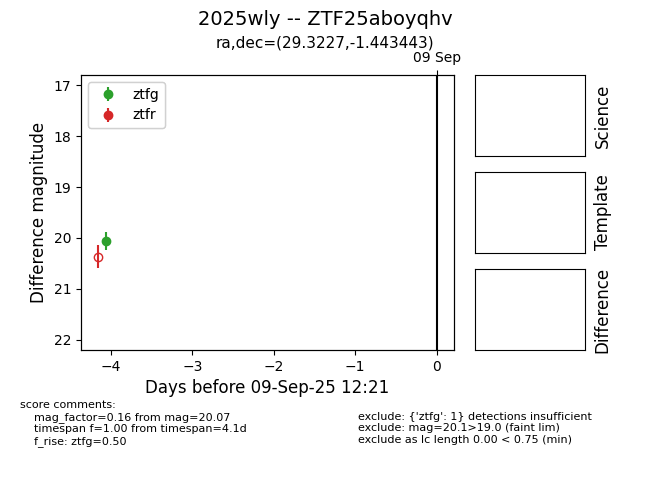 2025wly -- ZTF25aboyqhv
ra,dec=(29.3227,-1.443443)
09 Sep
ztfg
ztfr
17
18
19
20
21
22
Difference magnitude
−4
−3
−2
−1
0
Days before 09-Sep-25 12:21
Science
Template
Difference
score comments:
mag_factor=0.16 from mag=20.07
timespan f=1.00 from timespan=4.1d
f_rise: ztfg=0.50
exclude: {'ztfg': 1} detections insufficient
exclude: mag=20.1>19.0 (faint lim)
exclude as lc length 0.00 < 0.75 (min)